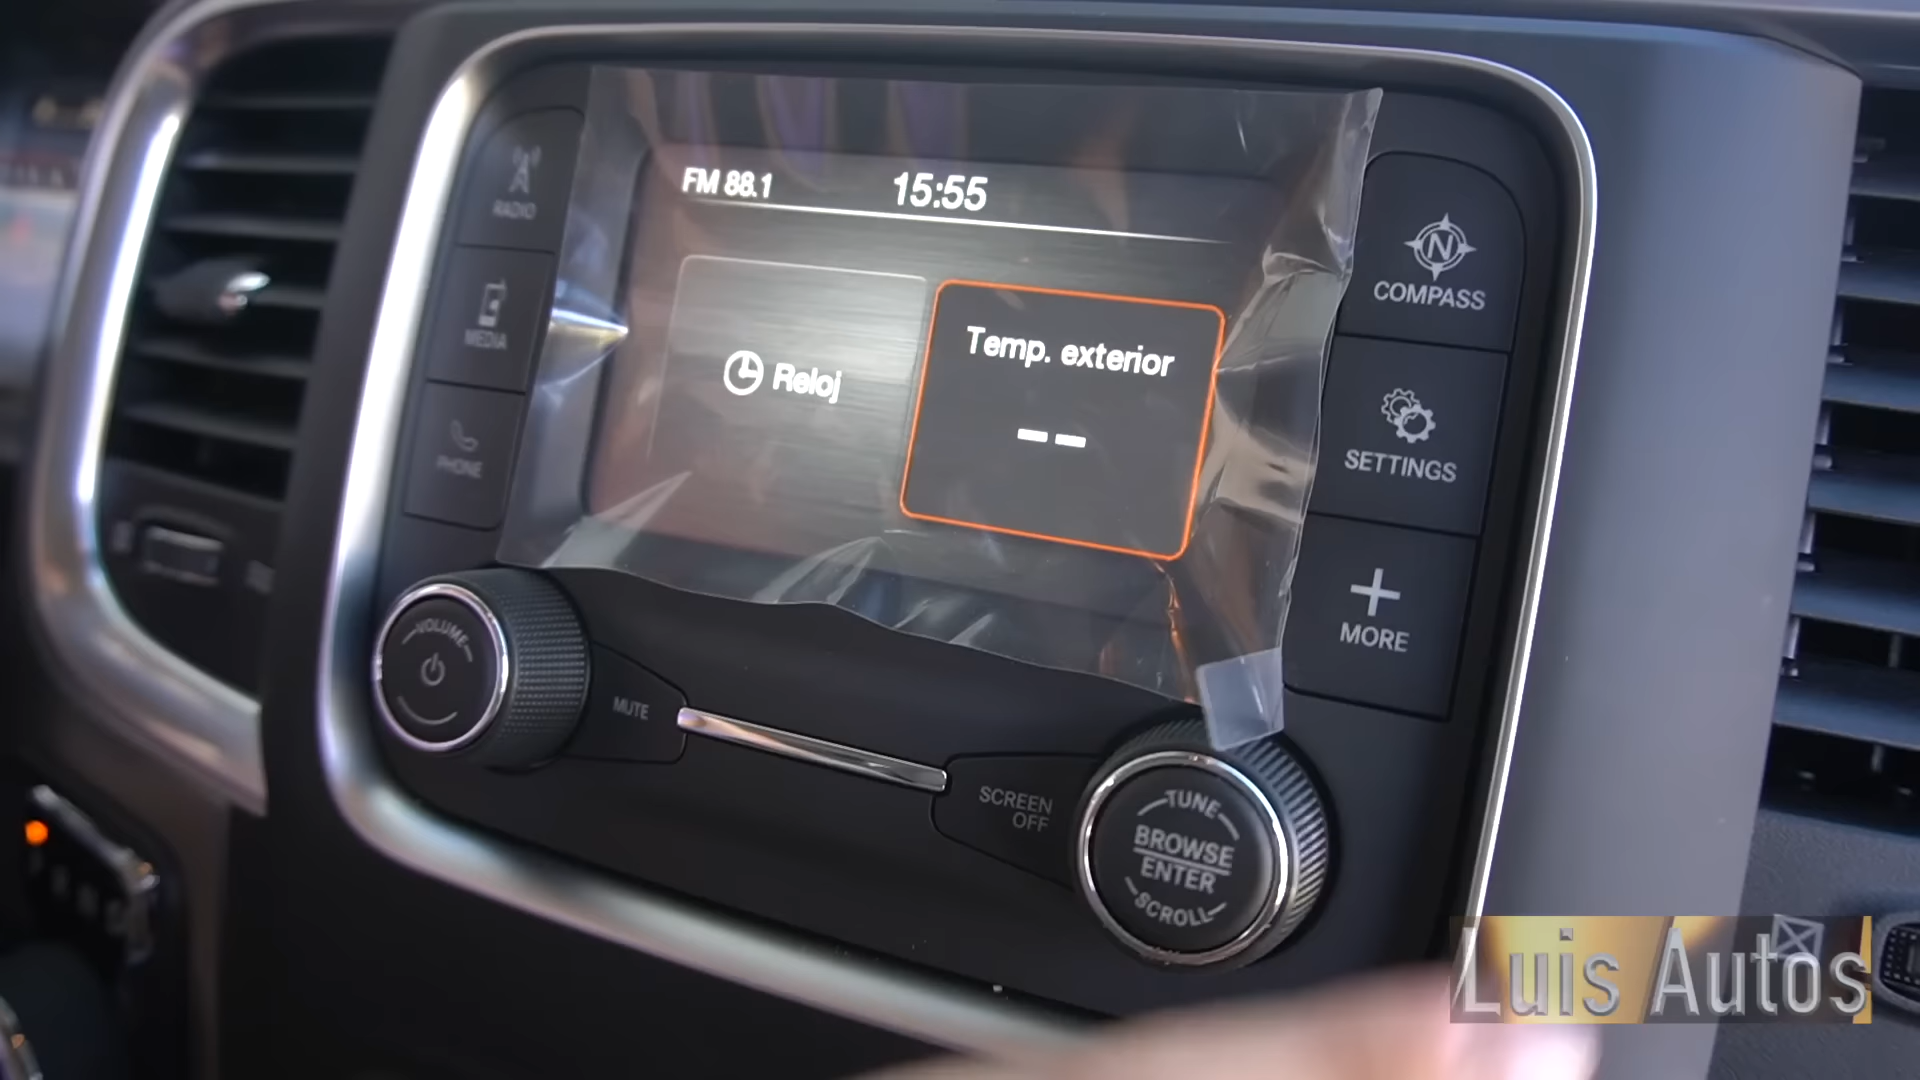 FM 88.1
15:55
RADIO
MEDIA
PHONE
Reloj
Temp. exterior
--
N
COMPASS
SETTINGS
MORE
VOLUME
MUTE
SCREEN
OFF
TUNE
BROWSE
ENTER
SCROLL
Luis Autos